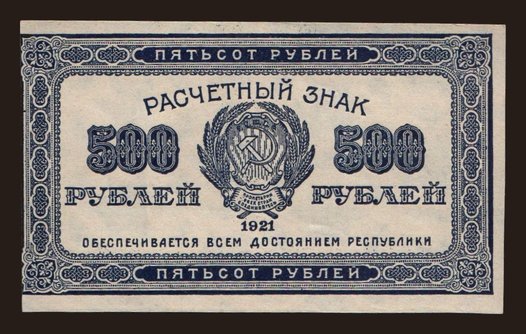 ПЯТЬСОТ РУБЛЕЙ
РАСЧЕТНЫЙ ЗНАК
500 500
РУБЛЕЙ РУБЛЕЙ
1921
ОБЕСПЕЧИВАЕТСЯ ВСЕМ ДОСТОЯНИЕМ РЕСПУБЛИКИ
ПЯТЬСОТ РУБЛЕЙ